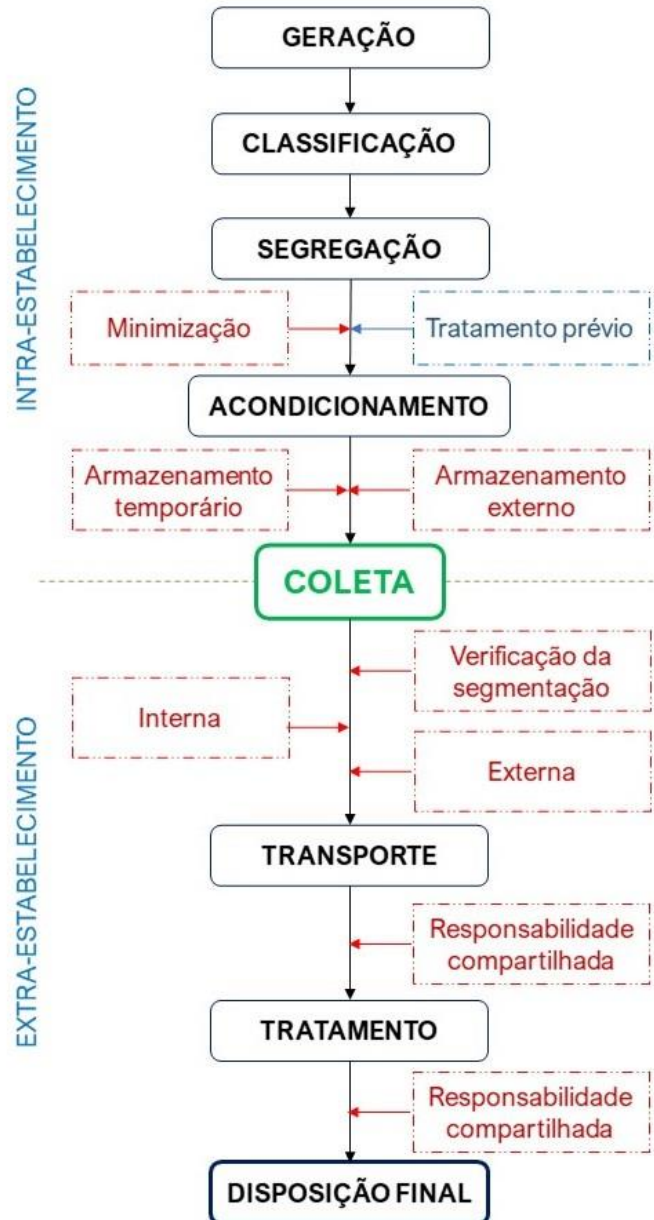 GERAÇÃO
INTRA-ESTABELECIMENTO
CLASSIFICAÇÃO
SEGREGAÇÃO
Minimização
Tratamento prévio
ACONDICIONAMENTO
Armazenamento
temporário
Armazenamento
externo
COLETA
EXTRA-ESTABELECIMENTO
Verificação da
segmentação
Interna
Externa
TRANSPORTE
Responsabilidade
compartilhada
TRATAMENTO
Responsabilidade
compartilhada
DISPOSIÇÃO FINAL